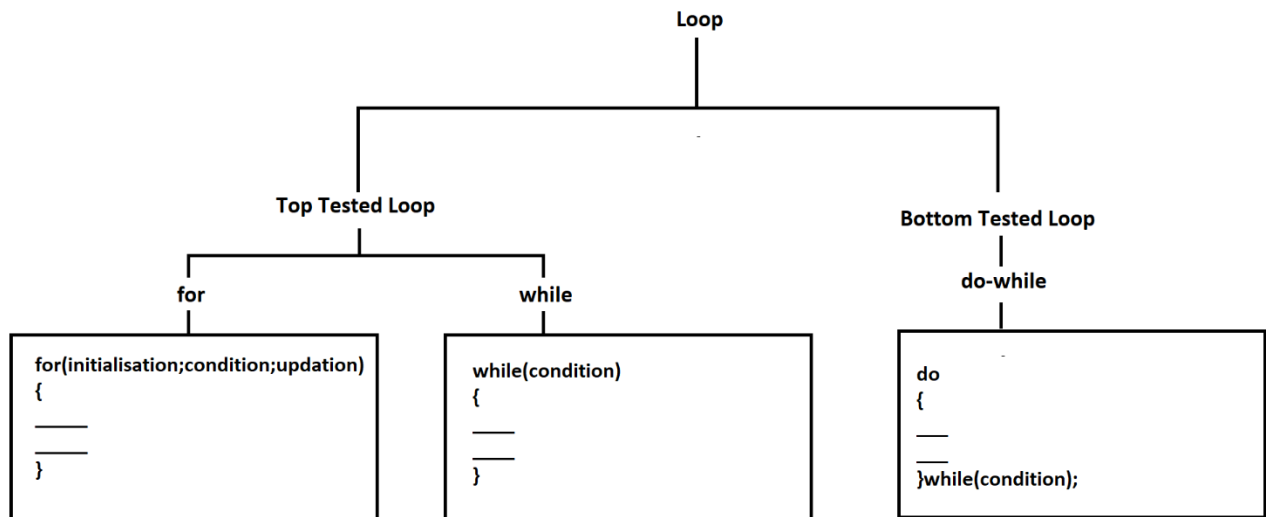 Loop
Top Tested Loop
Bottom Tested Loop
for
while
do-while
for(initialisation;condition;updation)
{
}
while(condition)
{
}
do
{
}while(condition);